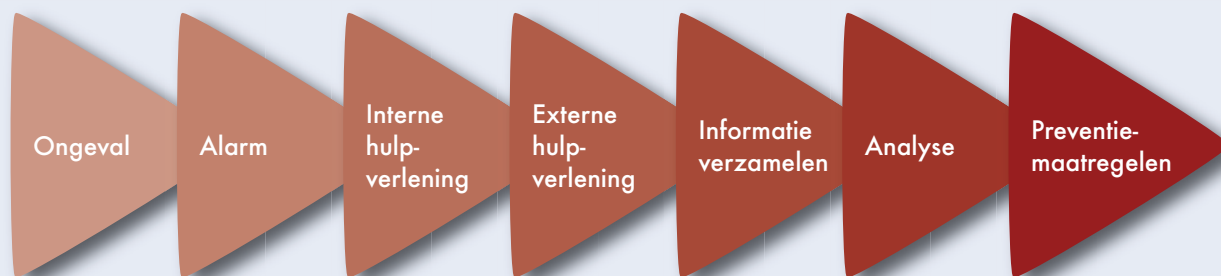 Ongeval
Alarm
Interne
hulp-
verlening
Externe
hulp-
verlening
Informatie
verzamelen
Analyse
Preventie-
maatregelen